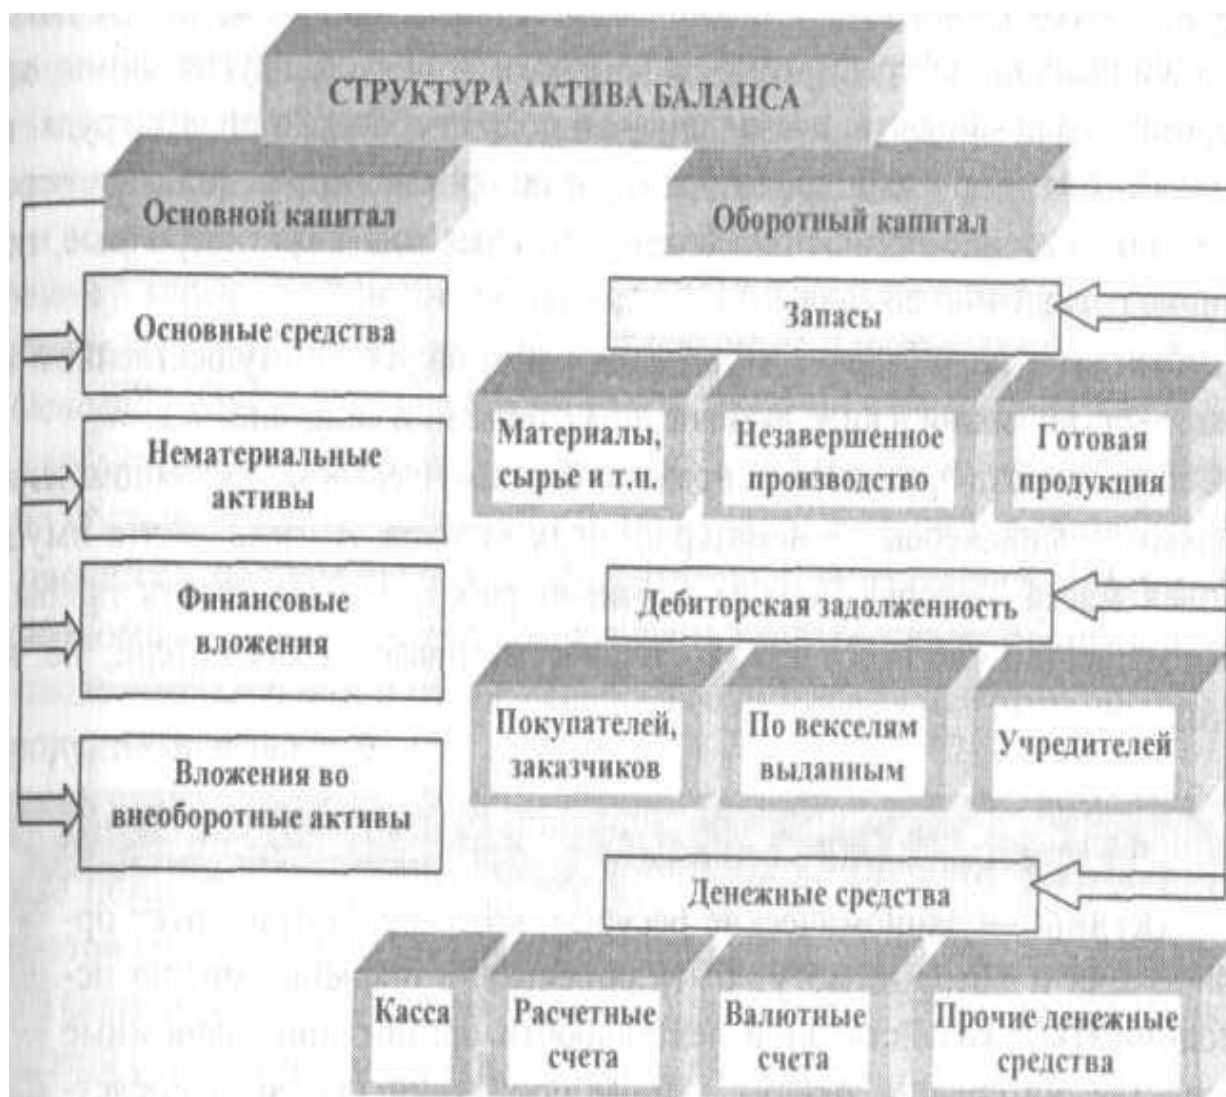 СТРУКТУРА АКТИВА БАЛАНСА
Основной капитал
Оборотный капитал
Основные средства
Нематериальные
активы
Финансовые
вложения
Вложения во
внеоборотные активы
Запасы
Материалы,
сырье и т.п.
Незавершенное
производство
Готовая
продукция
Дебиторская задолженность
Покупателей,
заказчиков
По векселям
выданным
Учредителей
Денежные средства
Касса
Расчетные
счета
Валютные
счета
Прочие денежные
средства